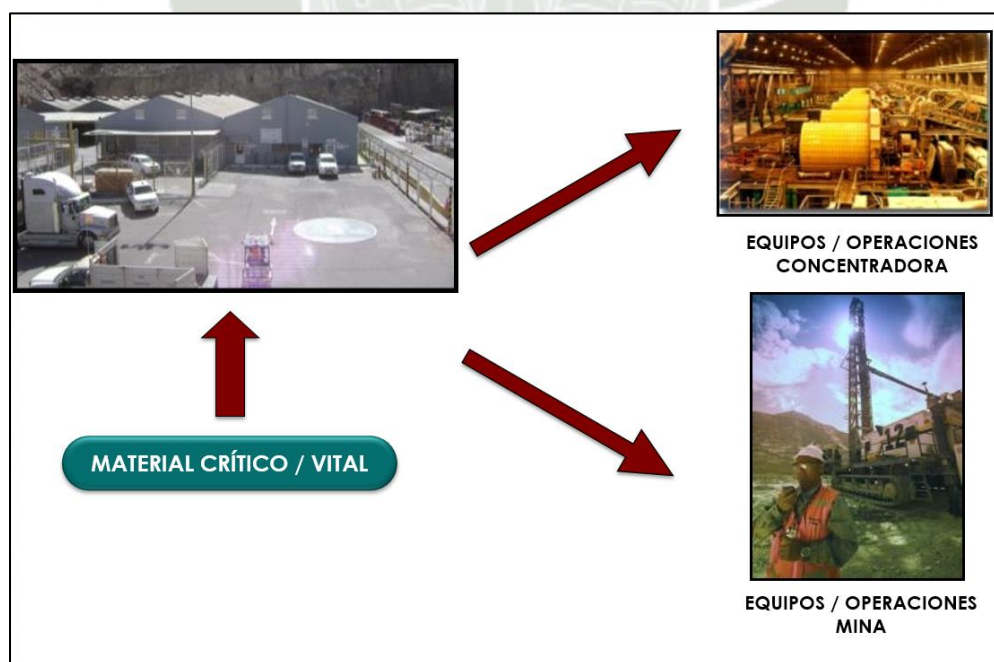 EQUIPOS / OPERACIONES
CONCENTRADORA
MATERIAL CRÍTICO / VITAL
EQUIPOS / OPERACIONES
MINA